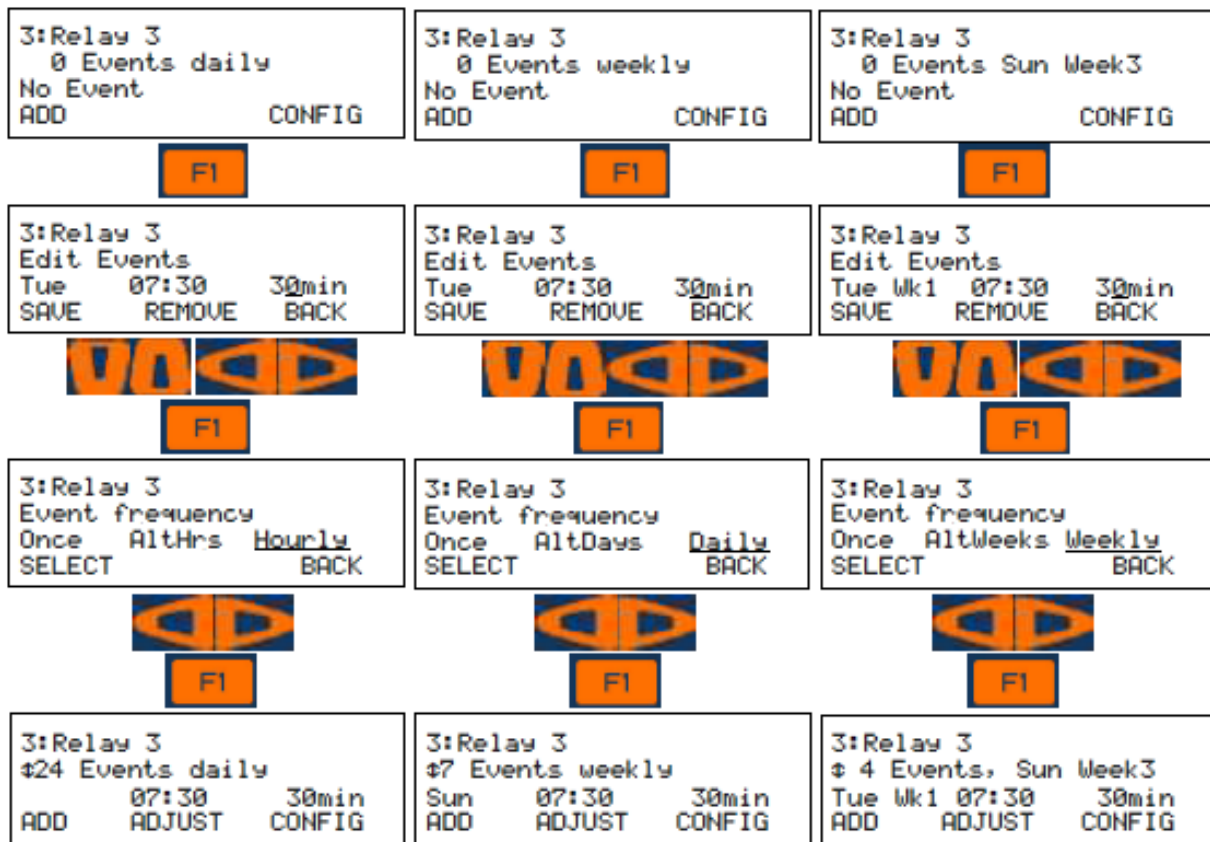 3:Relay 3
0 Events daily
No Event
ADD CONFIG
3:Relay 3
0 Events weekly
No Event
ADD CONFIG
3:Relay 3
0 Events Sun Week3
No Event
ADD CONFIG
F1
F1
F1
3:Relay 3
Edit Events
Tue 07:30 30min
SAVE REMOVE BACK
3:Relay 3
Edit Events
Tue 07:30 30min
SAVE REMOVE BACK
3:Relay 3
Edit Events
Tue Wk1 07:30 30min
SAVE REMOVE BACK
F1
F1
F1
3:Relay 3
Event frequency
Once AltHrs Hourly
SELECT BACK
3:Relay 3
Event frequency
Once AltDays Daily
SELECT BACK
3:Relay 3
Event frequency
Once AltWeeks Weekly
SELECT BACK
F1
F1
F1
3:Relay 3
↕24 Events daily
07:30 30min
ADD ADJUST CONFIG
3:Relay 3
↕7 Events weekly
Sun 07:30 30min
ADD ADJUST CONFIG
3:Relay 3
↕ 4 Events, Sun Week3
Tue Wk1 07:30 30min
ADD ADJUST CONFIG